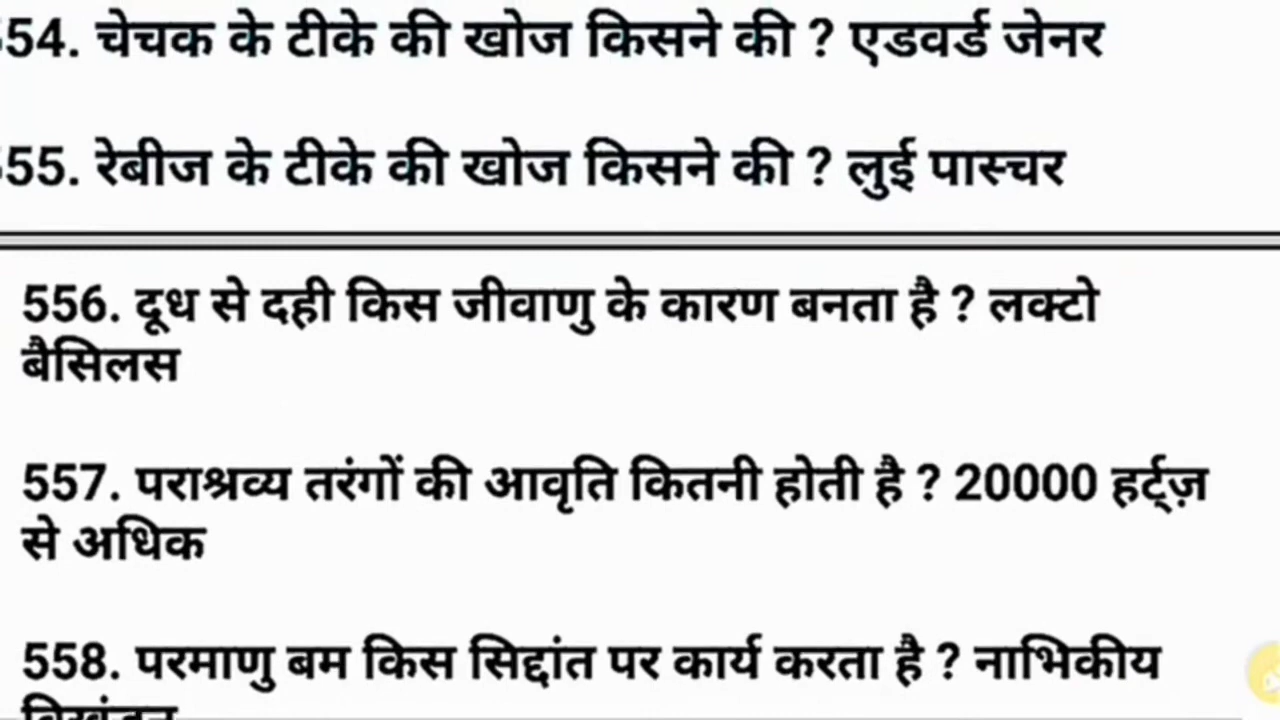 54. चेचक के टीके की खोज किसने की ? एडवर्ड जेनर
55. रेबीज के टीके की खोज किसने की ? लुई पास्चर
556. दूध से दही किस जीवाणु के कारण बनता है ? लक्टो
बैसिलस
557. पराश्रव्य तरंगों की आवृति कितनी होती है ? 20000 हर्ट्ज़
से अधिक
558. परमाणु बम किस सिद्दांत पर कार्य करता है ? नाभिकीय